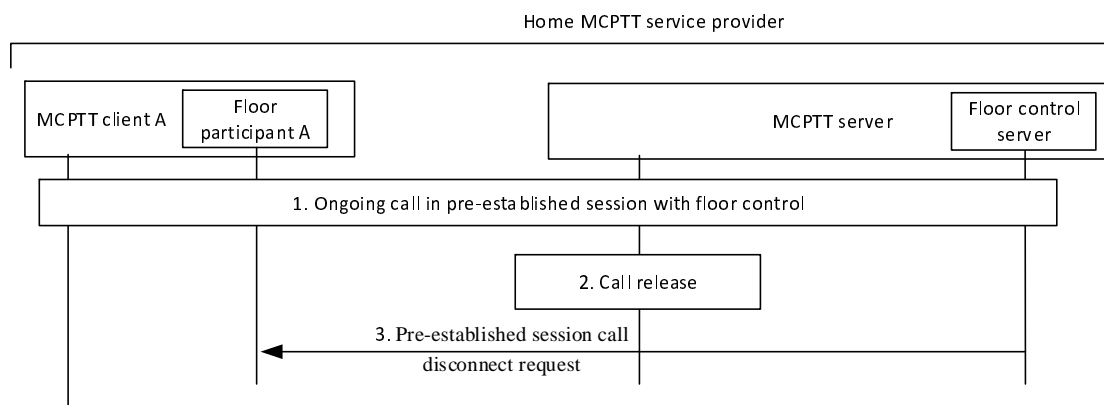 Home MCPTT service provider
MCPTT client A
Floor
participant A
MCPTT server
Floor control
server
1. Ongoing call in pre-established session with floor control
2. Call release
3. Pre-established session call
disconnect request